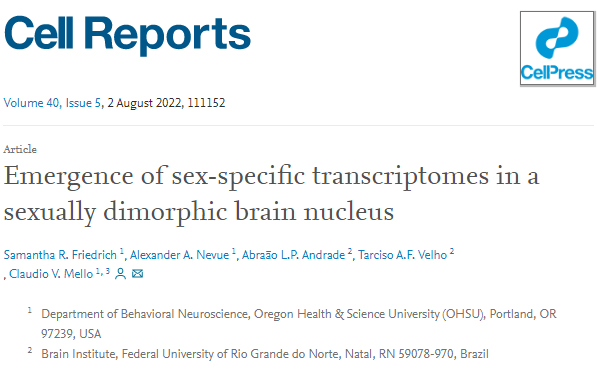 Cell Reports
CellPress
Volume 40, Issue 5, 2 August 2022, 111152
Article
Emergence of sex-specific transcriptomes in a
sexually dimorphic brain nucleus
Samantha R. Friedrich 1, Alexander A. Nevue 1, Abraão L.P. Andrade 2, Tarciso A.F. Velho 2
, Claudio V. Mello 1, 3
1 Department of Behavioral Neuroscience, Oregon Health & Science University (OHSU), Portland, OR
97239, USA
2 Brain Institute, Federal University of Rio Grande do Norte, Natal, RN 59078-970, Brazil